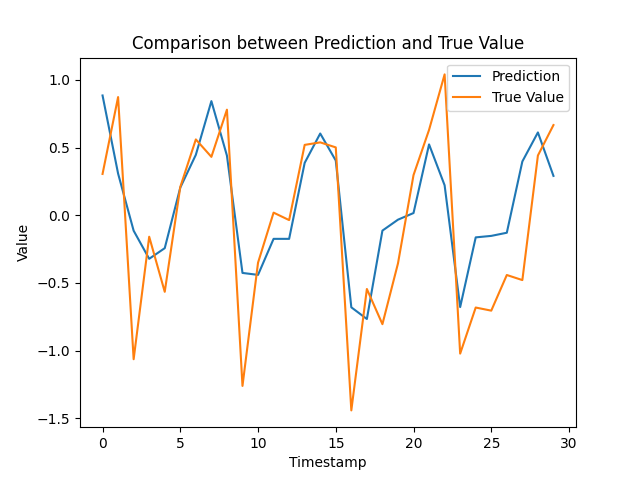 Comparison between Prediction and True Value
Prediction
True Value
1.0
0.5
0.0
−0.5
−1.0
−1.5
Value
0 5 10 15 20 25 30
Timestamp